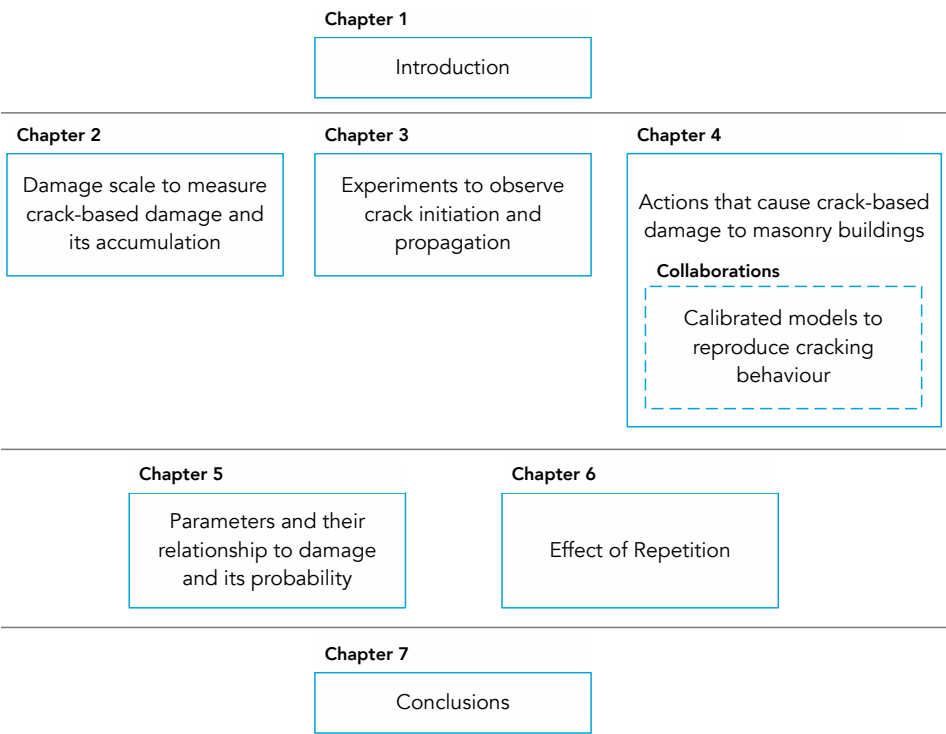 Chapter 1
Introduction
Chapter 2
Damage scale to measure
crack-based damage and
its accumulation
Chapter 3
Experiments to observe
crack initiation and
propagation
Chapter 4
Actions that cause crack-based
damage to masonry buildings
Collaborations
Calibrated models to
reproduce cracking
behaviour
Chapter 5
Parameters and their
relationship to damage
and its probability
Chapter 6
Effect of Repetition
Chapter 7
Conclusions